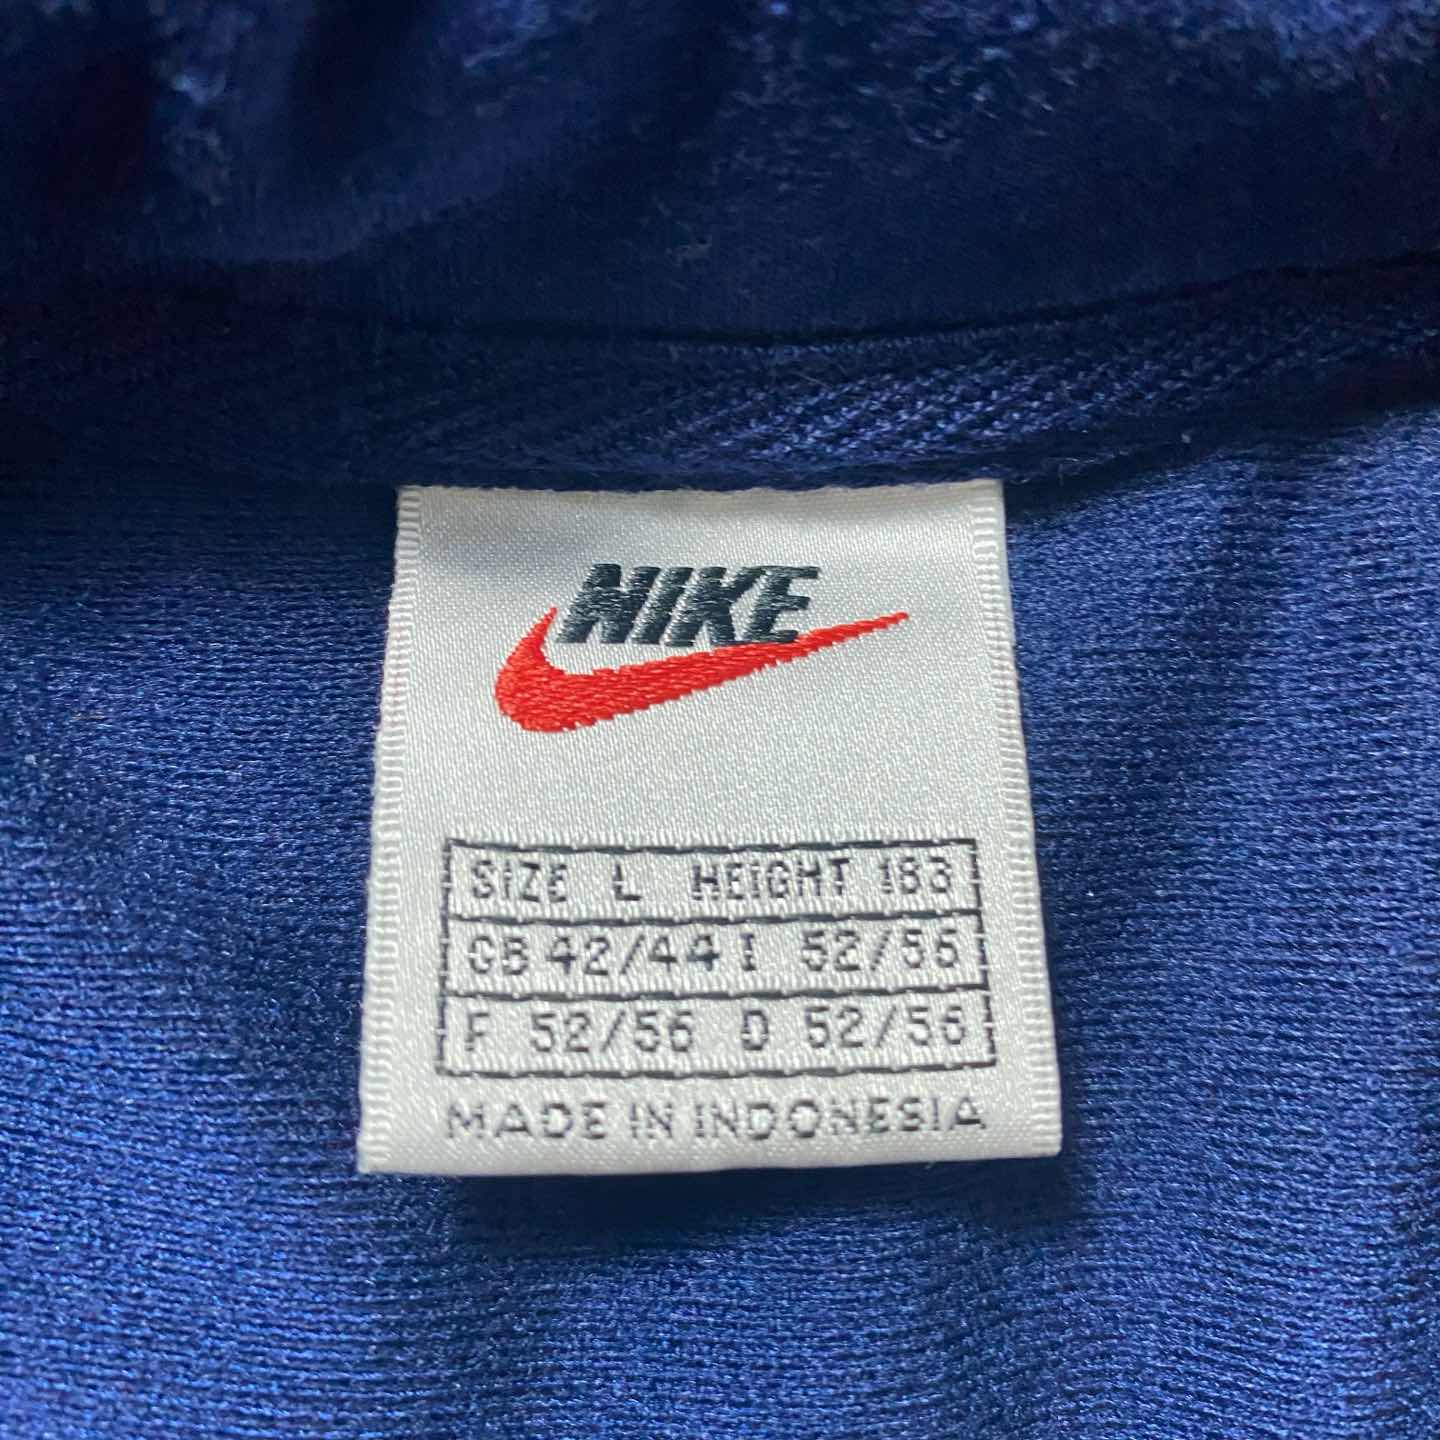 NIKE
SIZE L HEIGHT 183
GB 42/44 I 52/56
F 52/56 D 52/56
MADE IN INDONESIA